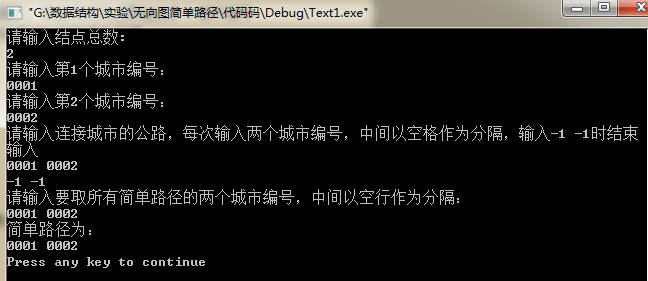 "G:\数据结构\实验\无向图简单路径\代代码\Debug\Text1.exe"
请输入结点总数：
2
请输入第1个城市编号：
0001
请输入第2个城市编号：
0002
请输入连接城市的公路，每次输入两个城市编号，中间以空格作为分隔，输入-1 -1时结束
输入
0001 0002
-1 -1
请输入要取所有简单路径的两个城市编号，中间以空行作为分隔：
0001 0002
简单路径为：
0001 0002
Press any key to continue